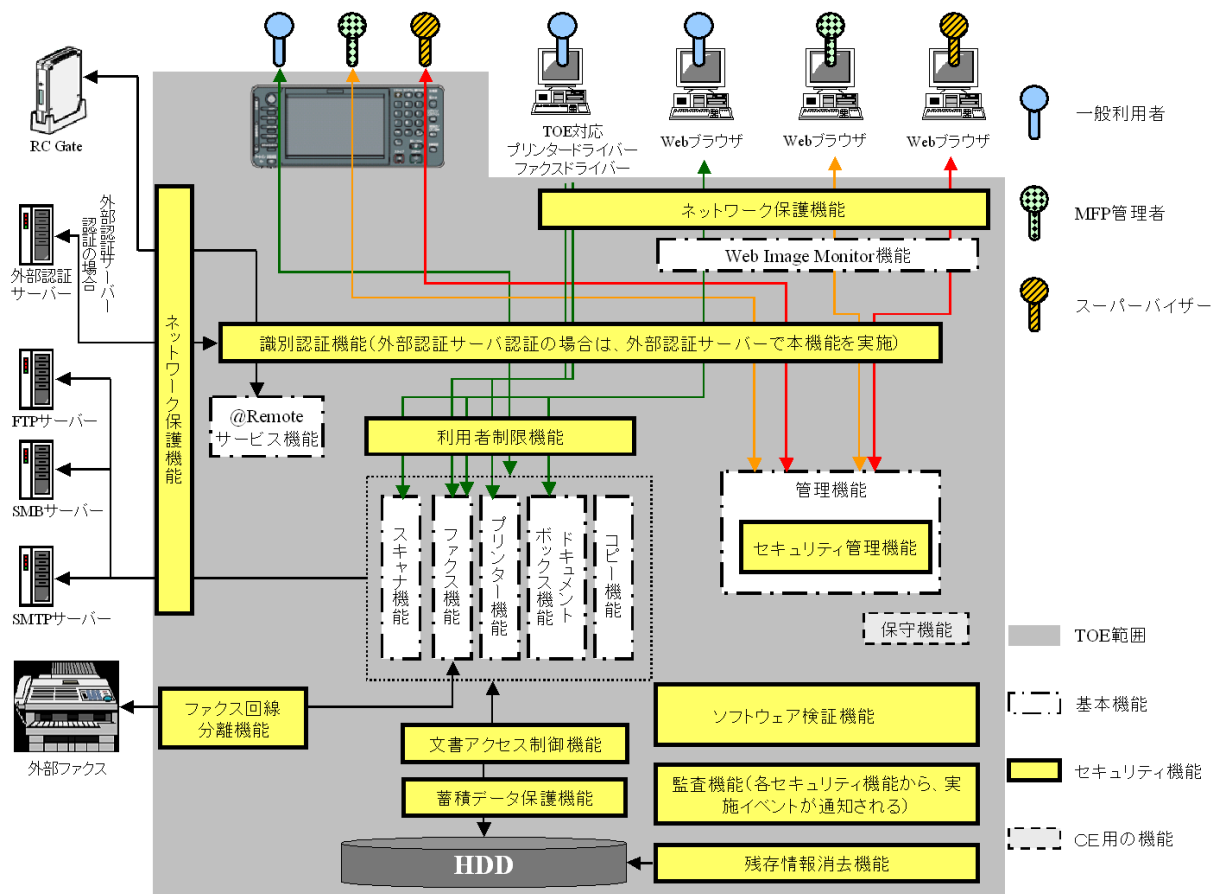 RC Gate
TOE対応
プリンタードライバー
ファクスドライバー
Webブラウザ
Webブラウザ
Webブラウザ
一般利用者
MFP管理者
スーパーバイザー
外部認証
サーバー
外部認証サーバー
認証の場合
ネットワーク保護機能
ネットワーク保護機能
Web Image Monitor機能
識別認証機能(外部認証サーバ認証の場合は、外部認証サーバーで本機能を実施)
FTPサーバー
@Remote
サービス機能
利用者制限機能
SMBサーバー
管理機能
セキュリティ管理機能
スキャナ機能
ファクス機能
プリンター機能
ドキュメント
ボックス機能
コピー機能
SMTPサーバー
保守機能
TOE範囲
基本機能
セキュリティ機能
CE用の機能
外部ファクス
ファクス回線
分離機能
文書アクセス制御機能
蓄積データ保護機能
HDD
ソフトウェア検証機能
監査機能(各セキュリティ機能から、実
施イベントが通知される)
残存情報消去機能